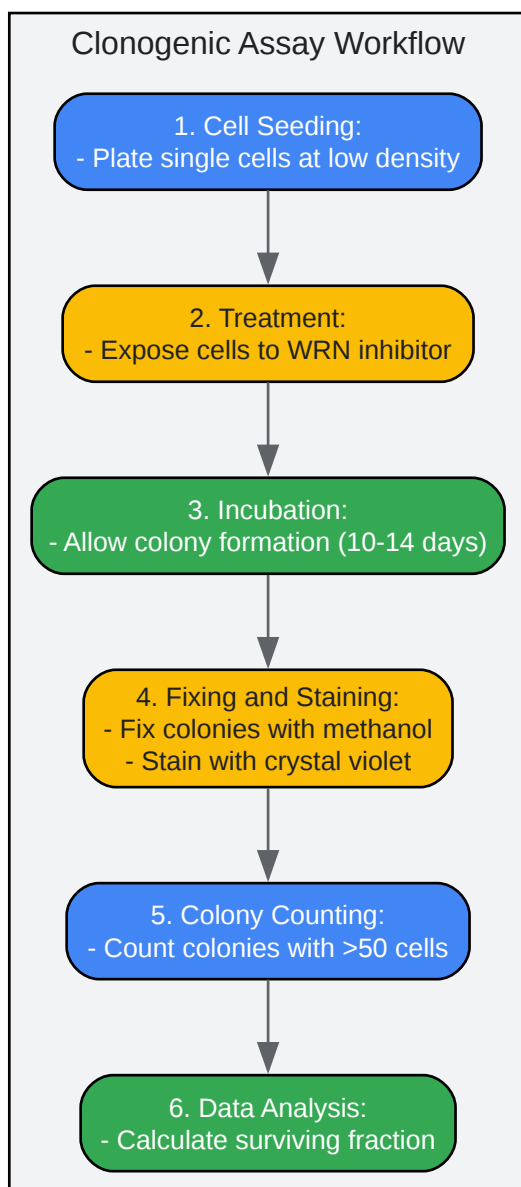 Clonogenic Assay Workflow
1. Cell Seeding:
- Plate single cells at low density
2. Treatment:
- Expose cells to WRN inhibitor
3. Incubation:
- Allow colony formation (10-14 days)
4. Fixing and Staining:
- Fix colonies with methanol
- Stain with crystal violet
5. Colony Counting:
- Count colonies with >50 cells
6. Data Analysis:
- Calculate surviving fraction